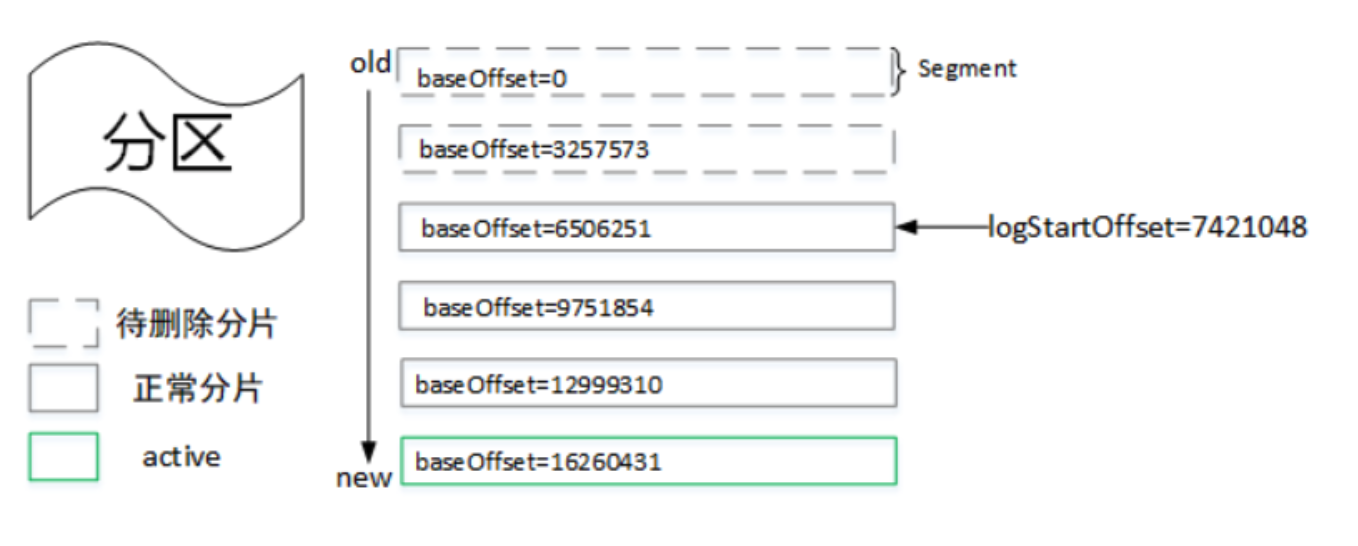 分区
待删除分片
正常分片
active
old
new
baseOffset=0
Segment
baseOffset=3257573
baseOffset=6506251
logStartOffset=7421048
baseOffset=9751854
baseOffset=12999310
baseOffset=16260431